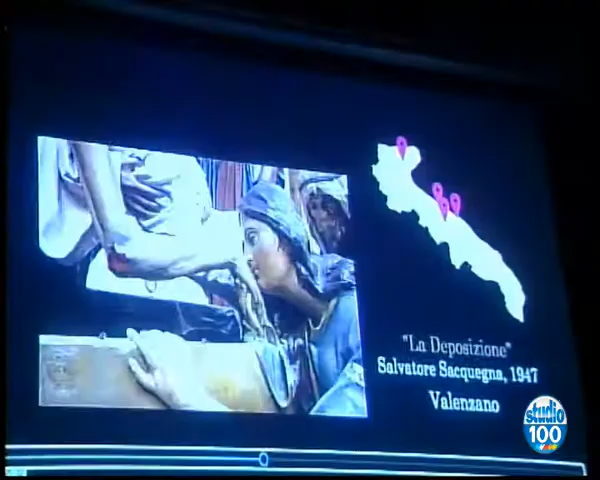 "La Deposizione"
Salvatore Sacquegna, 1947
Valenzano
studio
100